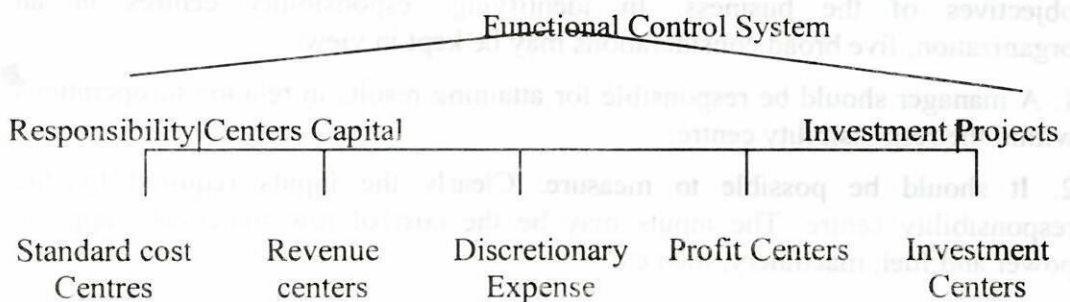 Functional Control System
Responsibility Centers Capital Investment Projects
Standard cost Revenue Discretionary Profit Centers Investment
Centres centers Expense Centers